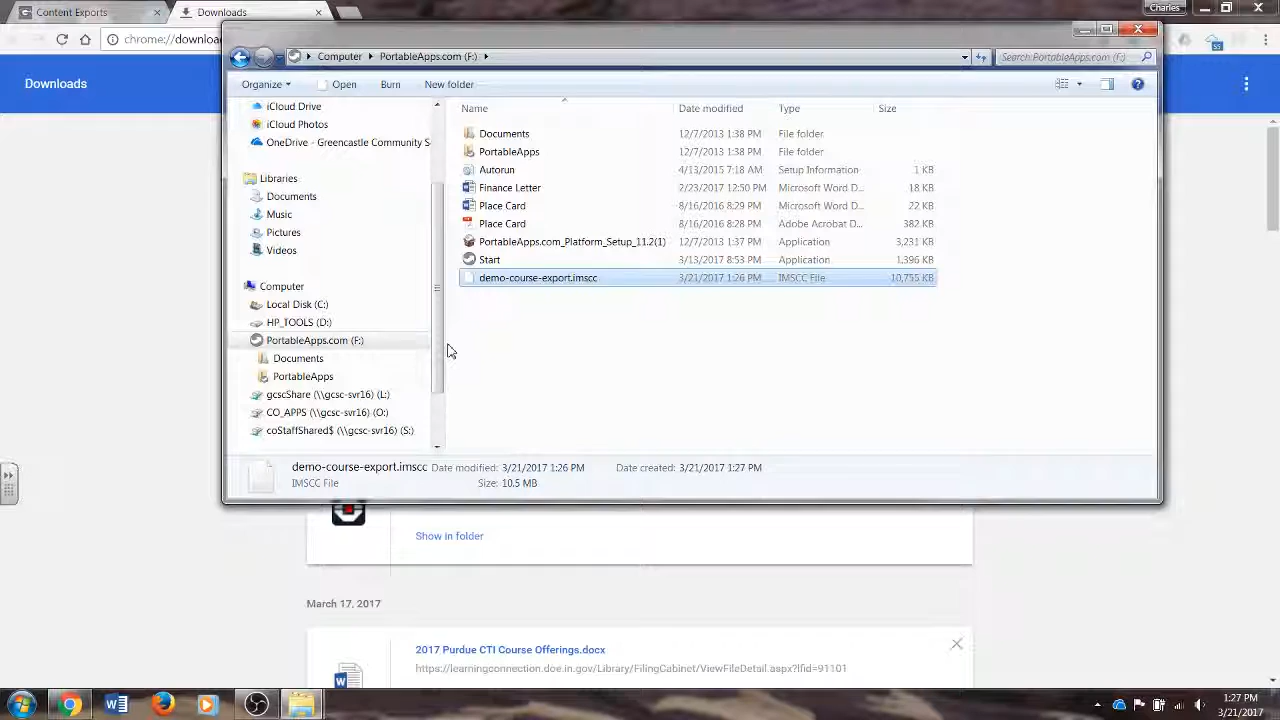 Content Exports
Downloads
Charles
chrome://downloa
55
Downloads
Computer
PortableApps.com (F:)
Search PortableApps.com (F:)
Organize
Open
Burn
New folder
iCloud Drive
iCloud Photos
OneDrive - Greencastle Community S
Libraries
Documents
Music
Pictures
Videos
Computer
Local Disk (C:)
HP_TOOLS (D:)
PortableApps.com (F:)
Documents
PortableApps
gcscShare (\\gcsc-svr16) (L:)
CO_APPS (\\gcsc-svr16) (O:)
coStaffShared$ (\\gcsc-svr16) (S:)
Name Date modified Type Size
Documents 12/7/2013 1:38 PM File folder
PortableApps 12/7/2013 1:38 PM File folder
Autorun 4/13/2015 7:18 AM Setup Information 1 KB
Finance Letter 12:50 PM Microsoft Word D... 18 KB
Place Card 8/16/2016 8:29 PM Microsoft Word D... 22 KB
Place Card 8/16/2016 8:28 PM Adobe Acrobat D... 382 KB
PortableApps.com_Platform_Setup_11.2(1) 12/7/2013 1:37 PM Application 3,231 KB
Start 3/13/2017 8:53 PM Application 1,396 KB
demo-course-export.imscc 3/21/2017 1:26 PM IMSCC File 10,755 KB
demo-course-export.imscc Date modified: 3/21/2017 1:26 PM Date created: 3/21/2017 1:27 PM
IMSCC File Size: 10.5 MB
Show in folder
March 17, 2017
2017 Purdue CTI Course Offerings.docx
https://learningconnection.doe.in.gov/Library/FilingCabinet/ViewFileDetail.aspx?lfid=91101
1:27 PM
3/21/2017